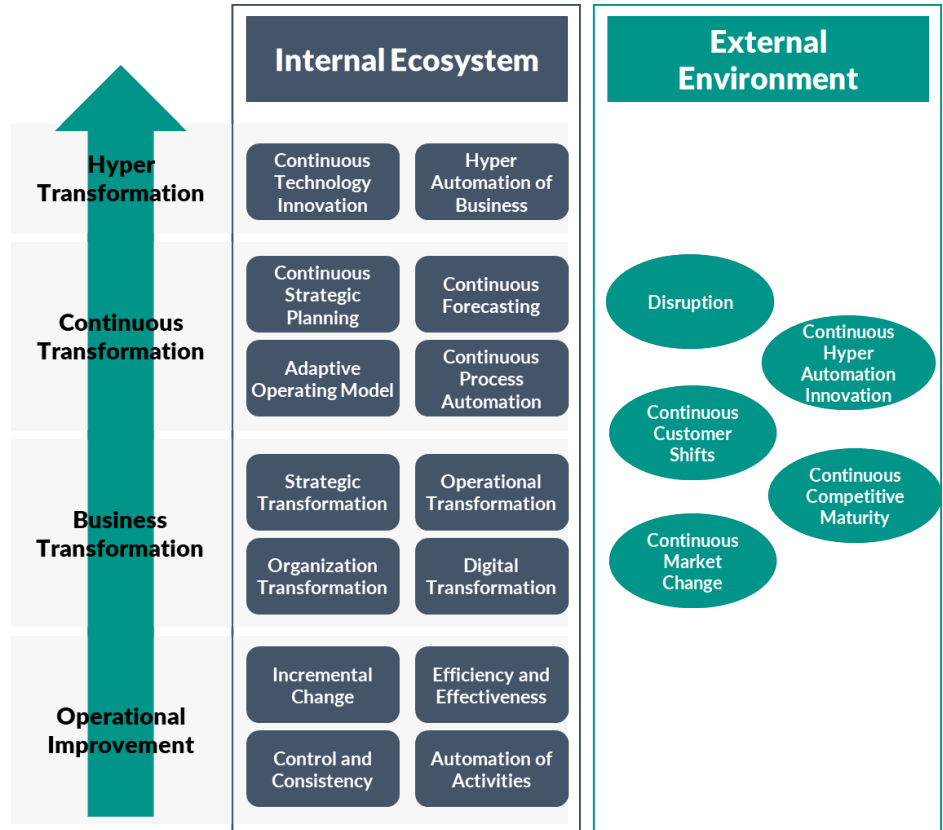 Internal Ecosystem
External
Environment
Hyper
Transformation
Continuous
Technology
Innovation
Hyper
Automation of
Business
Continuous
Transformation
Continuous
Strategic
Planning
Continuous
Forecasting
Adaptive
Operating Model
Continuous
Process
Automation
Business
Transformation
Strategic
Transformation
Operational
Transformation
Organization
Transformation
Digital
Transformation
Operational
Improvement
Incremental
Change
Efficiency and
Effectiveness
Control and
Consistency
Automation of
Activities
Disruption
Continuous
Hyper
Automation
Innovation
Continuous
Customer
Shifts
Continuous
Competitive
Maturity
Continuous
Market
Change